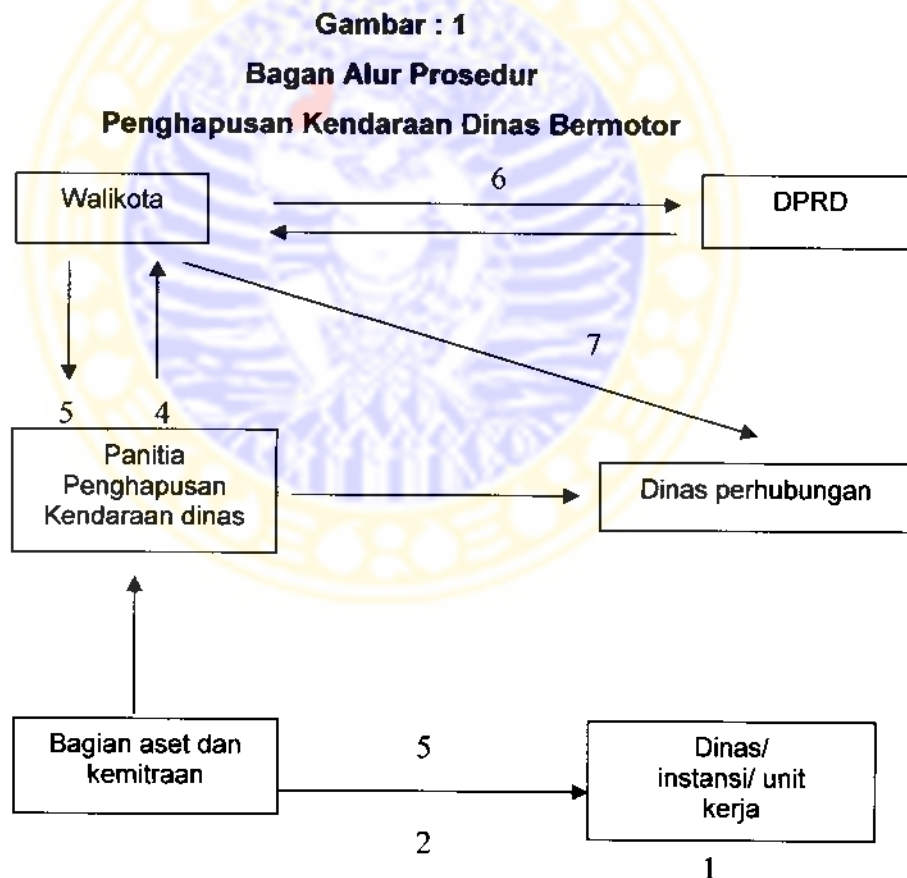 Gambar : 1
Bagan Alur Prosedur
Penghapusan Kendaraan Dinas Bermotor
Walikota
6
DPRD
7
5 4
Panitia
Penghapusan
Kendaraan dinas
Dinas perhubungan
Bagian aset dan
kemitraan
5
Dinas/
instansi/ unit
kerja
2
1